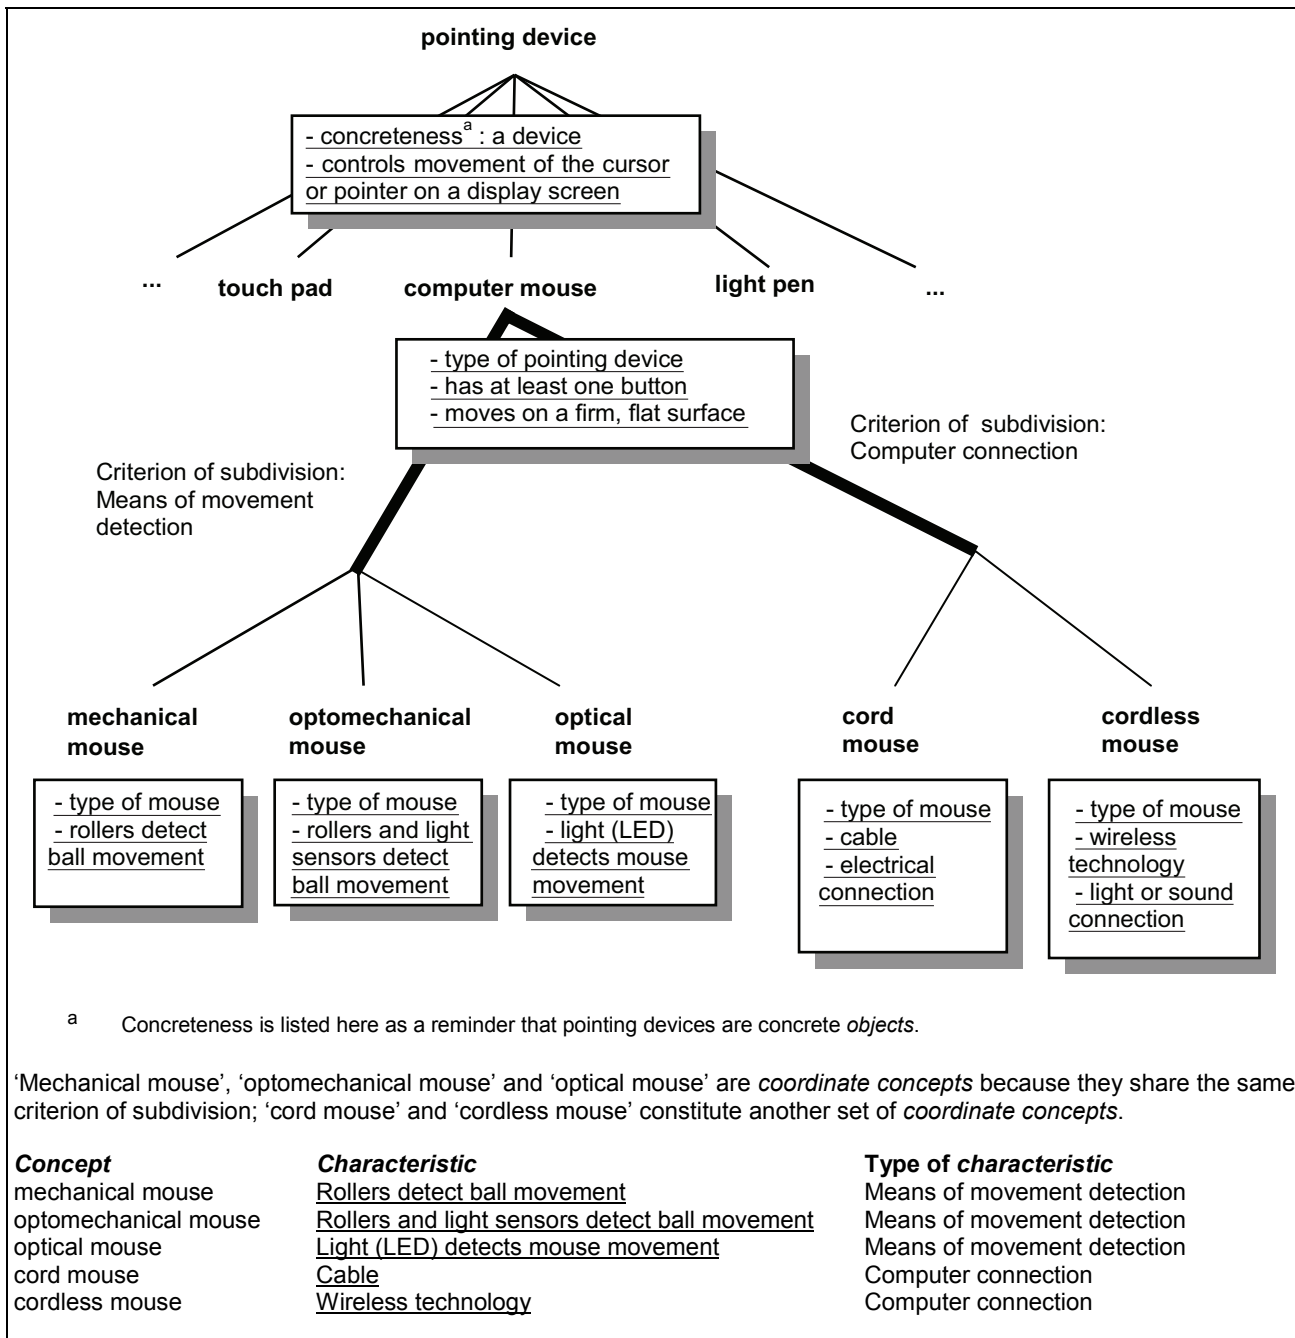 pointing device
- concretenessa : a device
- controls movement of the cursor
or pointer on a display screen
...
touch pad
computer mouse
light pen
...
- type of pointing device
- has at least one button
- moves on a firm, flat surface
Criterion of subdivision:
Means of movement
detection
Criterion of subdivision:
Computer connection
mechanical
mouse
optomechanical
mouse
optical
mouse
cord
mouse
cordless
mouse
- type of mouse
- rollers detect
ball movement
- type of mouse
- rollers and light
sensors detect
ball movement
- type of mouse
- light (LED)
detects mouse
movement
- type of mouse
- cable
- electrical
connection
- type of mouse
- wireless
technology
- light or sound
connection
a Concreteness is listed here as a reminder that pointing devices are concrete objects.
‘Mechanical mouse’, ‘optomechanical mouse’ and ‘optical mouse’ are coordinate concepts because they share the same
criterion of subdivision; ‘cord mouse’ and ‘cordless mouse’ constitute another set of coordinate concepts.
Concept Characteristic Type of characteristic
mechanical mouse Rollers detect ball movement Means of movement detection
optomechanical mouse Rollers and light sensors detect ball movement Means of movement detection
optical mouse Light (LED) detects mouse movement Means of movement detection
cord mouse Cable Computer connection
cordless mouse Wireless technology Computer connection